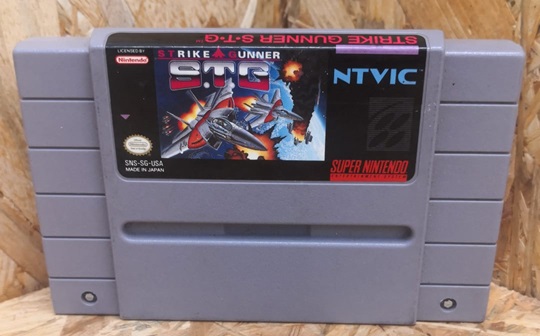 STRIKE GUNNER S·T·G
LICENSED BY
Nintendo
STRIKE GUNNER
S.T.G
NTVIC
SNS-SG-USA
MADE IN JAPAN
SUPER NINTENDO